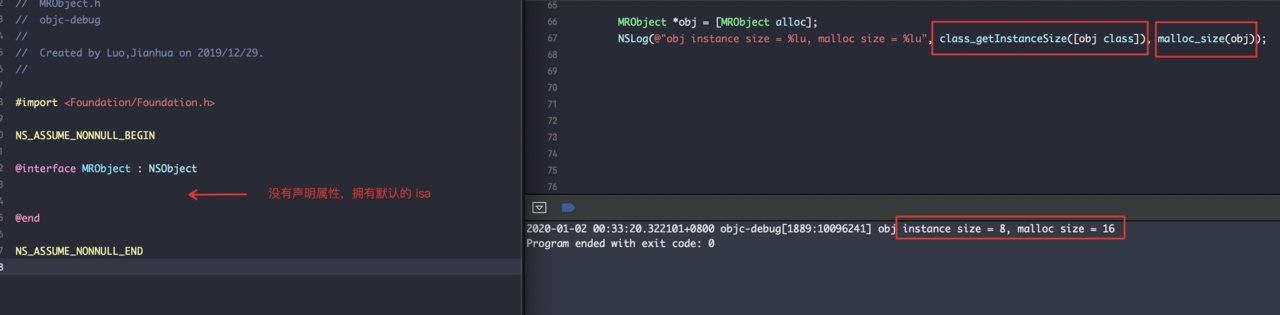 // MRObject.h
// objc-debug
//
// Created by Luo,Jianhua on 2019/12/29.
//
#import <Foundation/Foundation.h>
NS_ASSUME_NONNULL_BEGIN
@interface MRObject : NSObject
没有声明属性，拥有默认的 isa
@end
NS_ASSUME_NONNULL_END
65
66 MRObject *obj = [MRObject alloc];
67 NSLog(@"obj instance size = %lu, malloc size = %lu", class_getInstanceSize([obj class]), malloc_size(obj));
68
69
70
71
72
73
74
75
76
2020-01-02 00:33:20.322101+0800 objc-debug[1889:10096241] obj instance size = 8, malloc size = 16
Program ended with exit code: 0